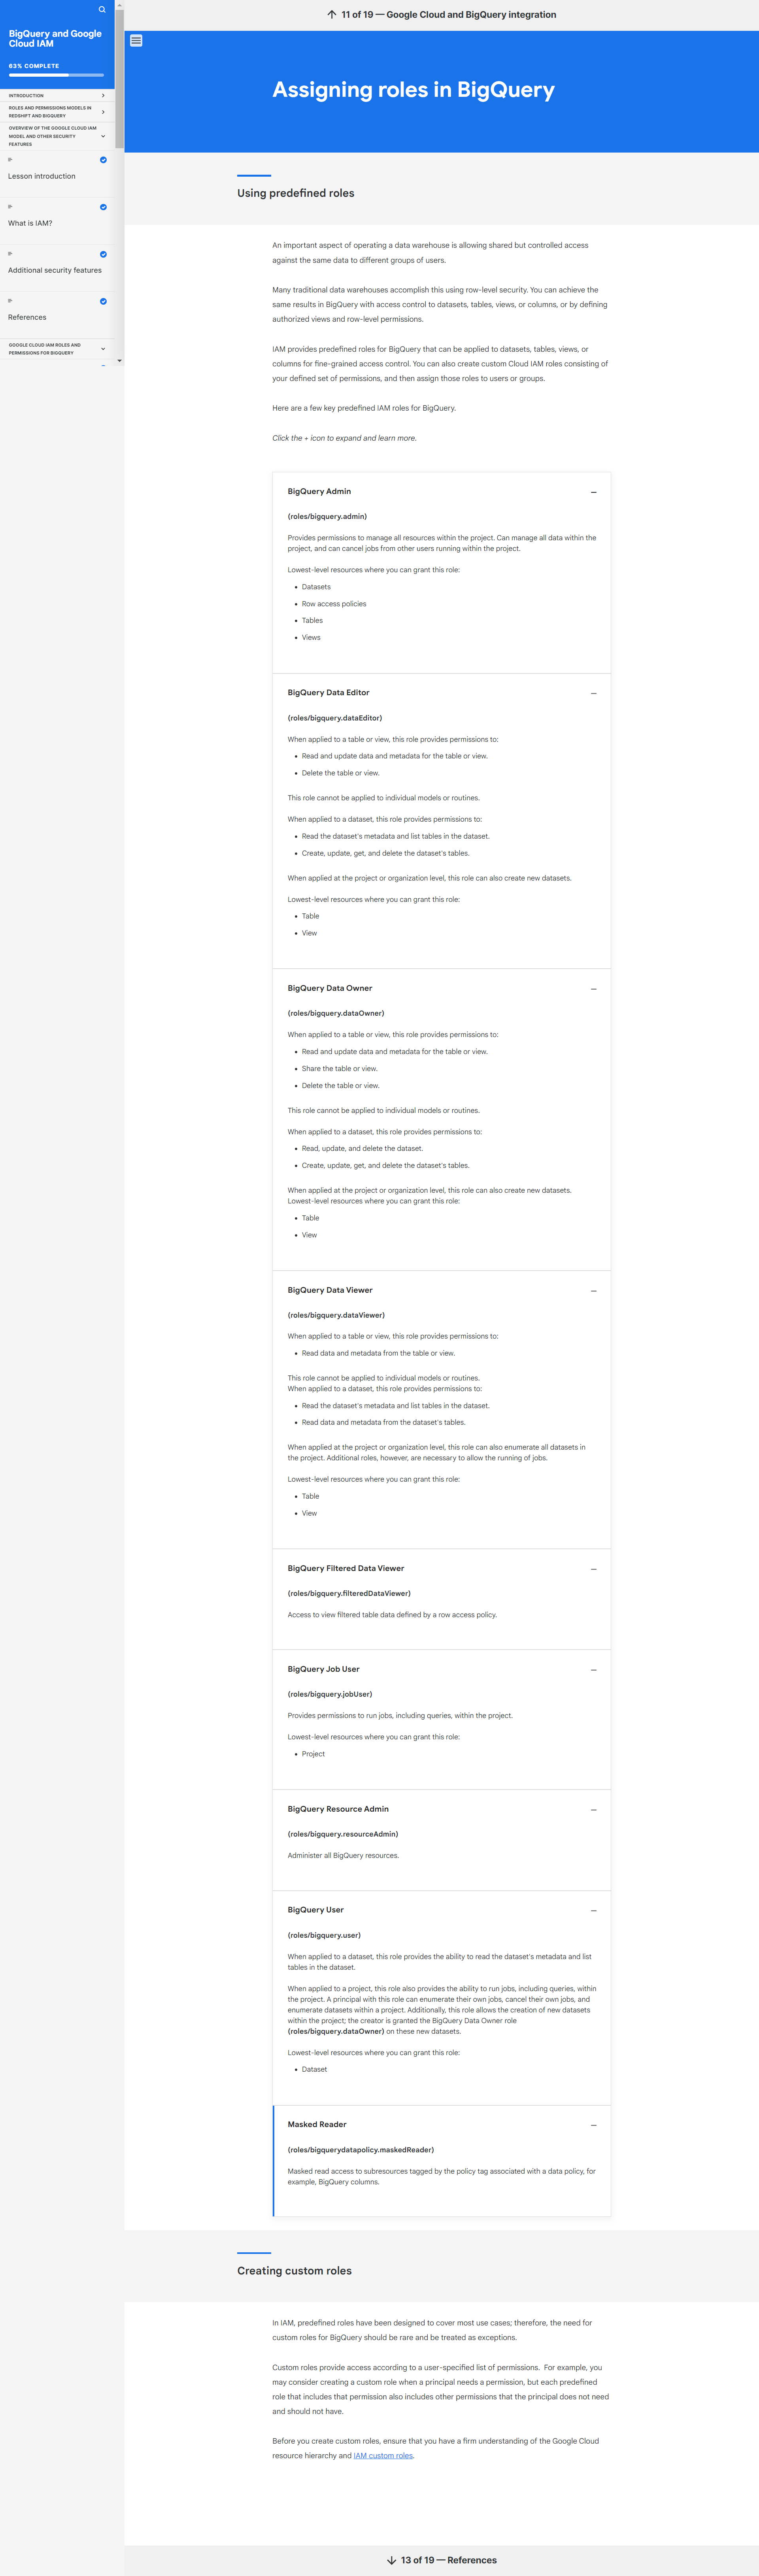 BigQuery and Google
Cloud IAM
63% COMPLETE
INTRODUCTION
ROLES AND PERMISSIONS MODELS IN
REDSHIFT AND BIGQUERY
OVERVIEW OF THE GOOGLE CLOUD IAM
MODEL AND OTHER SECURITY
FEATURES
Lesson introduction
What is IAM?
Additional security features
References
GOOGLE CLOUD IAM ROLES AND
PERMISSIONS FOR BIGQUERY
11 of 19 — Google Cloud and BigQuery integration
Assigning roles in BigQuery
Using predefined roles
An important aspect of operating a data warehouse is allowing shared but controlled access
against the same data to different groups of users.
Many traditional data warehouses accomplish this using row-level security. You can achieve the
same results in BigQuery with access control to datasets, tables, views, or columns, or by defining
authorized views and row-level permissions.
IAM provides predefined roles for BigQuery that can be applied to datasets, tables, views, or
columns for fine-grained access control. You can also create custom Cloud IAM roles consisting of
your defined set of permissions, and then assign those roles to users or groups.
Here are a few key predefined IAM roles for BigQuery.
Click the + icon to expand and learn more.
BigQuery Admin
(roles/bigquery.admin)
Provides permissions to manage all resources within the project. Can manage all data within the
project, and can cancel jobs from other users running within the project.
Lowest-level resources where you can grant this role:
• Datasets
• Row access policies
• Tables
• Views
BigQuery Data Editor
(roles/bigquery.dataEditor)
When applied to a table or view, this role provides permissions to:
• Read and update data and metadata for the table or view.
• Delete the table or view.
This role cannot be applied to individual models or routines.
When applied to a dataset, this role provides permissions to:
• Read the dataset's metadata and list tables in the dataset.
• Create, update, get, and delete the dataset's tables.
When applied at the project or organization level, this role can also create new datasets.
Lowest-level resources where you can grant this role:
• Table
• View
BigQuery Data Owner
(roles/bigquery.dataOwner)
When applied to a table or view, this role provides permissions to:
• Read and update data and metadata for the table or view.
• Share the table or view.
• Delete the table or view.
This role cannot be applied to individual models or routines.
When applied to a dataset, this role provides permissions to:
• Read, update, and delete the dataset.
• Create, update, get, and delete the dataset's tables.
When applied at the project or organization level, this role can also create new datasets.
Lowest-level resources where you can grant this role:
• Table
• View
BigQuery Data Viewer
(roles/bigquery.dataViewer)
When applied to a table or view, this role provides permissions to:
• Read data and metadata from the table or view.
This role cannot be applied to individual models or routines.
When applied to a dataset, this role provides permissions to:
• Read the dataset's metadata and list tables in the dataset.
• Read data and metadata from the dataset's tables.
When applied at the project or organization level, this role can also enumerate all datasets in
the project. Additional roles, however, are necessary to allow the running of jobs.
Lowest-level resources where you can grant this role:
• Table
• View
BigQuery Filtered Data Viewer
(roles/bigquery.filteredDataViewer)
Access to view filtered table data defined by a row access policy.
BigQuery Job User
(roles/bigquery.jobUser)
Provides permissions to run jobs, including queries, within the project.
Lowest-level resources where you can grant this role:
• Project
BigQuery Resource Admin
(roles/bigquery.resourceAdmin)
Administer all BigQuery resources.
BigQuery User
(roles/bigquery.user)
When applied to a dataset, this role provides the ability to read the dataset's metadata and list
tables in the dataset.
When applied to a project, this role also provides the ability to run jobs, including queries, within
the project. A principal with this role can enumerate their own jobs, cancel their own jobs, and
enumerate datasets within a project. Additionally, this role allows the creation of new datasets
within the project; the creator is granted the BigQuery Data Owner role
(roles/bigquery.dataOwner) on these new datasets.
Lowest-level resources where you can grant this role:
• Dataset
Masked Reader
(roles/bigquerydatapolicy.maskedReader)
Masked read access to subresources tagged by the policy tag associated with a data policy, for
example, BigQuery columns.
Creating custom roles
In IAM, predefined roles have been designed to cover most use cases; therefore, the need for
custom roles for BigQuery should be rare and be treated as exceptions.
Custom roles provide access according to a user-specified list of permissions. For example, you
may consider creating a custom role when a principal needs a permission, but each predefined
role that includes that permission also includes other permissions that the principal does not need
and should not have.
Before you create custom roles, ensure that you have a firm understanding of the Google Cloud
resource hierarchy and IAM custom roles.
13 of 19 — References